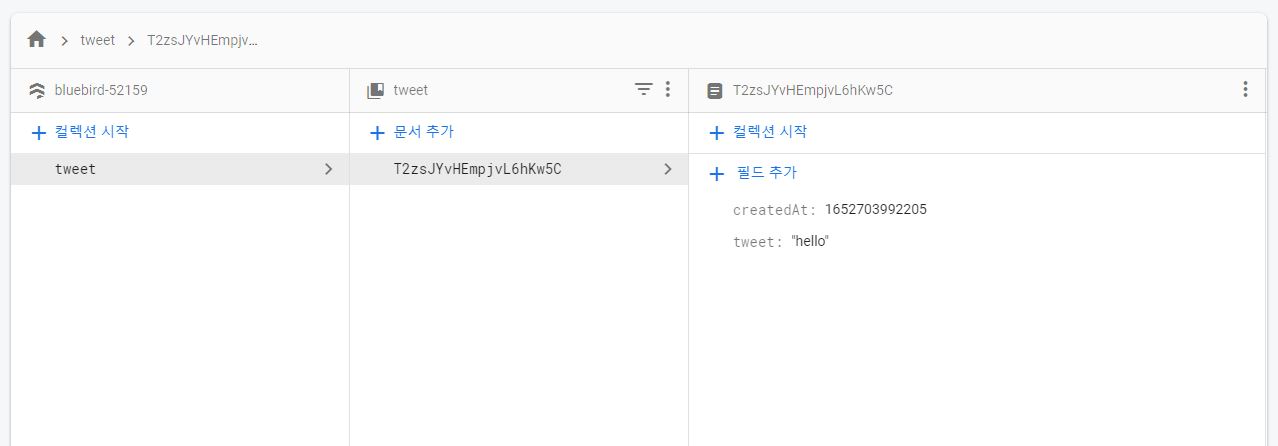 tweet T2zsJYvHEmpjv…
bluebird-52159
tweet
T2zsJYvHEmpjvL6hKw5C
컬렉션 시작
문서 추가
컬렉션 시작
tweet
T2zsJYvHEmpjvL6hKw5C
필드 추가
createdAt: 1652703992205
tweet: "hello"